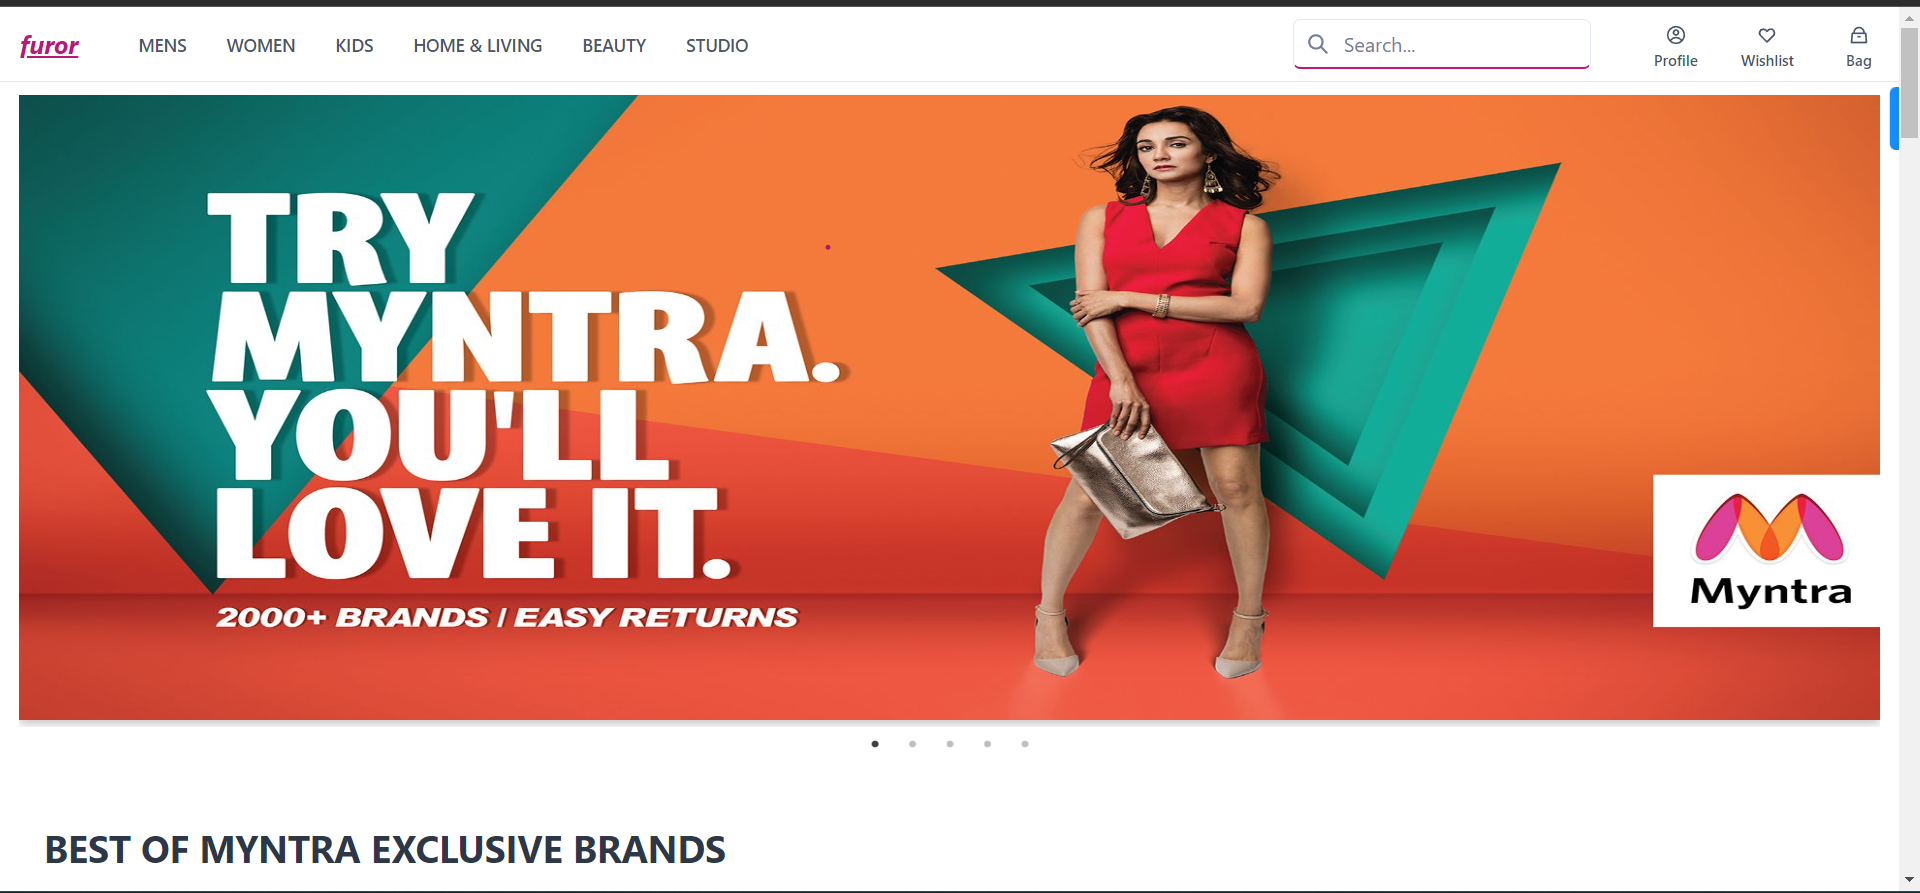 furor
MENS
WOMEN
KIDS
HOME & LIVING
BEAUTY
STUDIO
Search...
Profile
Wishlist
Bag
TRY
MYNTRA.
YOU'LL
LOVE IT.
2000+ BRANDS / EASY RETURNS
Myntra
BEST OF MYNTRA EXCLUSIVE BRANDS